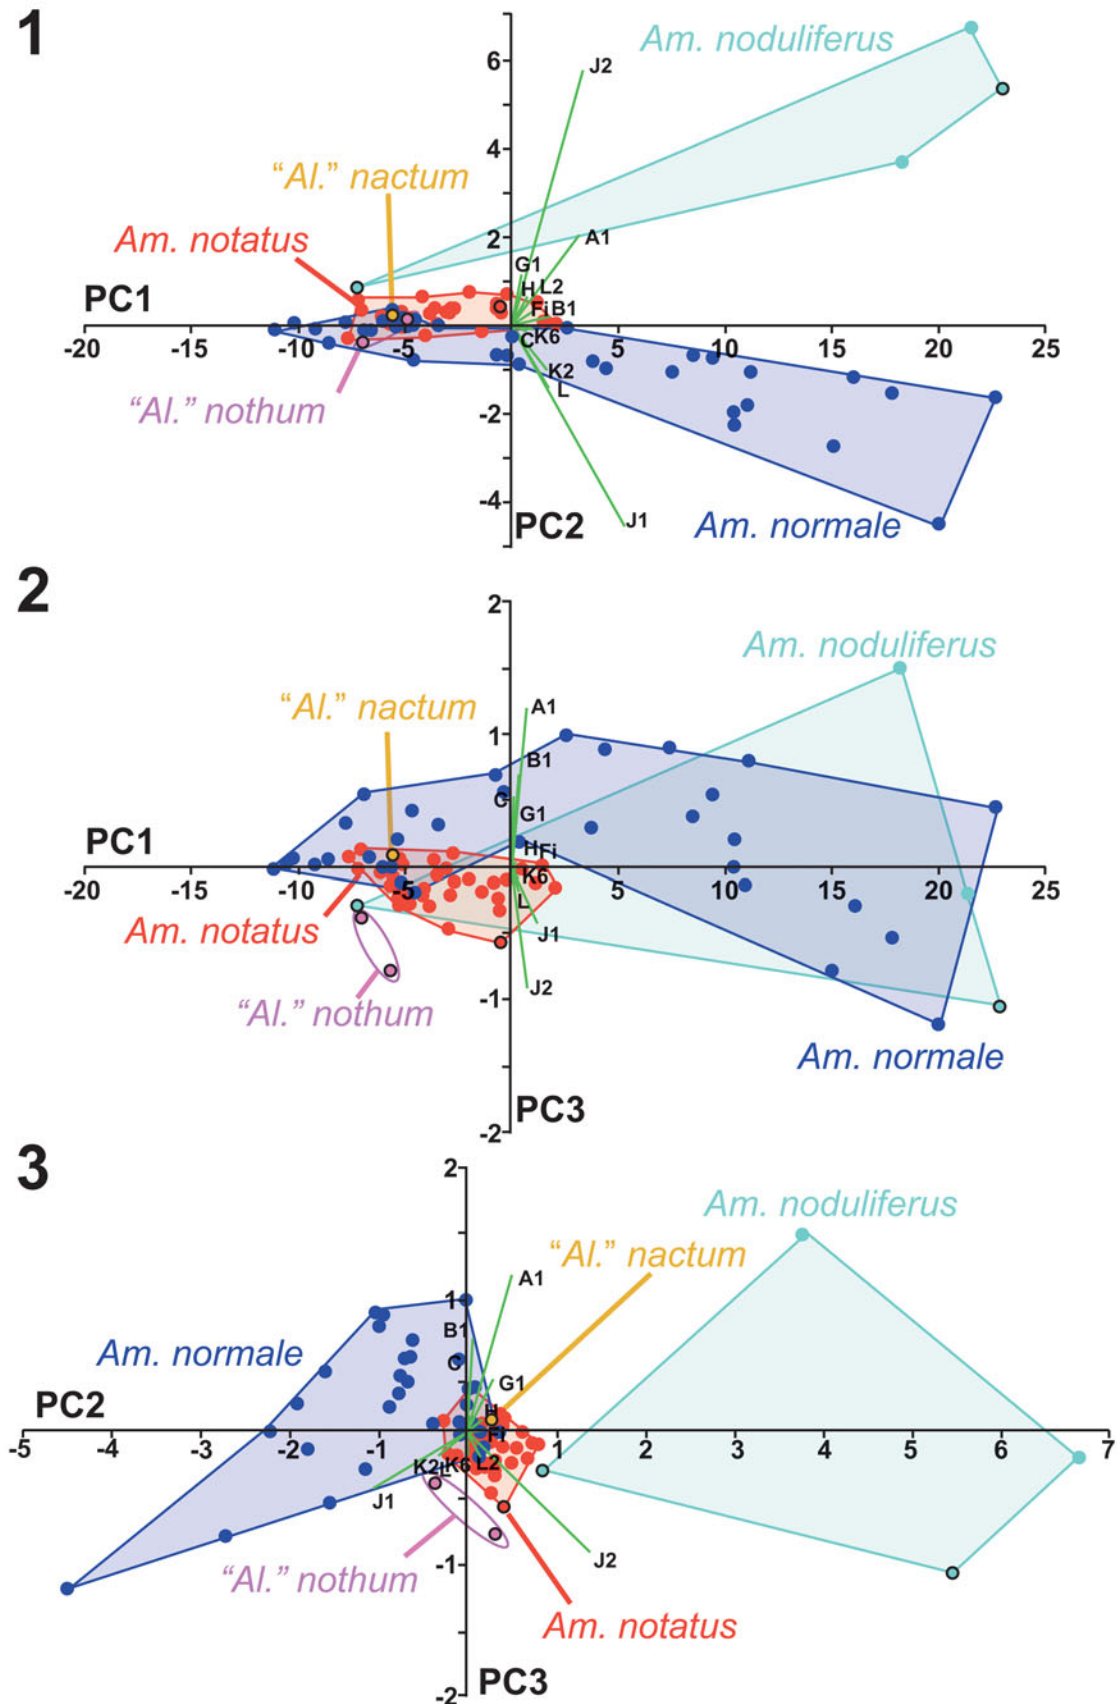 1
Am. noduliferus
6
J2
4
“Al.” nactum
2
A1
Am. notatus
G1
H
L2
PC1
Fi
B1
-20
-15
-5
C
K6
5
10
15
20
25
K2
“Al.” nothum
L
-2
-4
J1
PC2
Am. normale
2
2
Am. noduliferus
“Al.” nactum
A1
1
B1
C
G1
PC1
H
Fi
-20
-15
-5
K6
5
10
15
20
25
L
Am. notatus
J1
J2
“Al.” nothum
-1
Am. normale
PC3
-2
3
2
Am. noduliferus
“Al.” nactum
A1
1
B1
Am. normale
C
G1
PC2
H
Fi
-5
-4
-3
-2
-1
1
2
3
4
5
6
7
K2
L
K6
L2
J1
J2
-1
“Al.” nothum
Am. notatus
PC3
-2